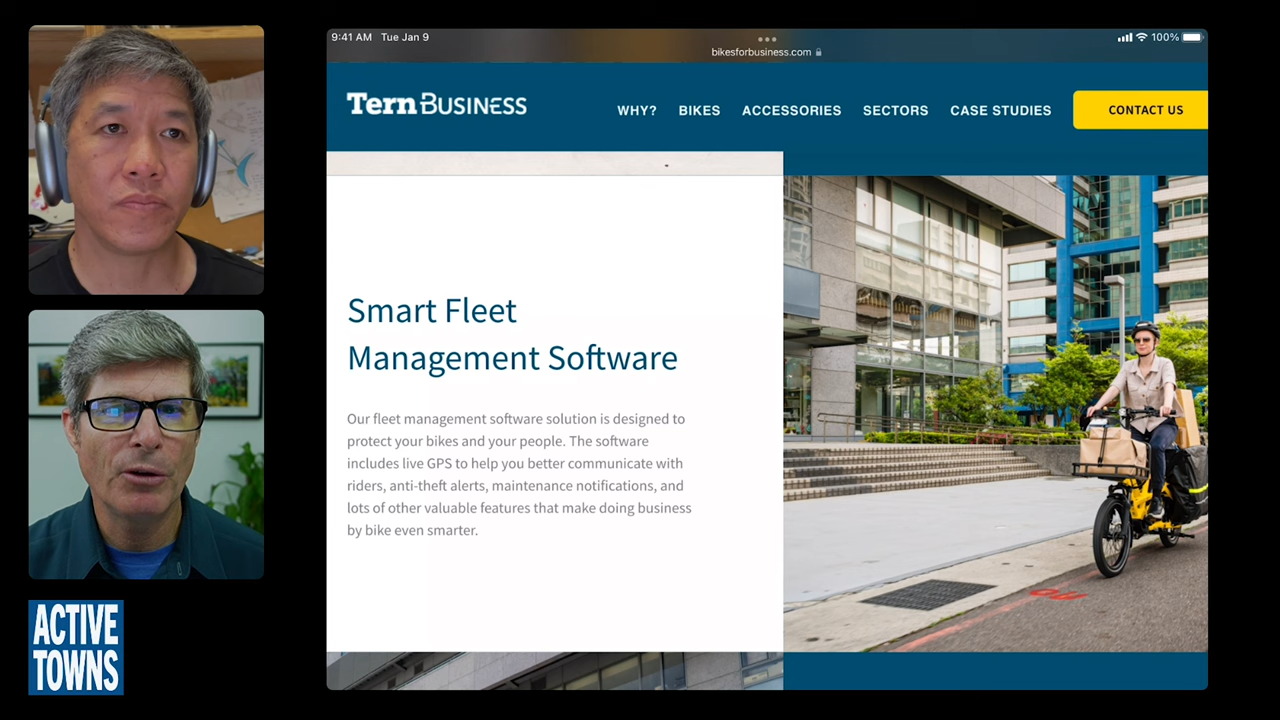 9:41 AM Tue Jan 9
100%
bikesforbusiness.com
Tern BUSINESS
WHY? BIKES ACCESSORIES SECTORS CASE STUDIES CONTACT US
Smart Fleet
Management Software
Our fleet management software solution is designed to
protect your bikes and your people. The software
includes live GPS to help you better communicate with
riders, anti-theft alerts, maintenance notifications, and
lots of other valuable features that make doing business
by bike even smarter.
ACTIVE
TOWNS